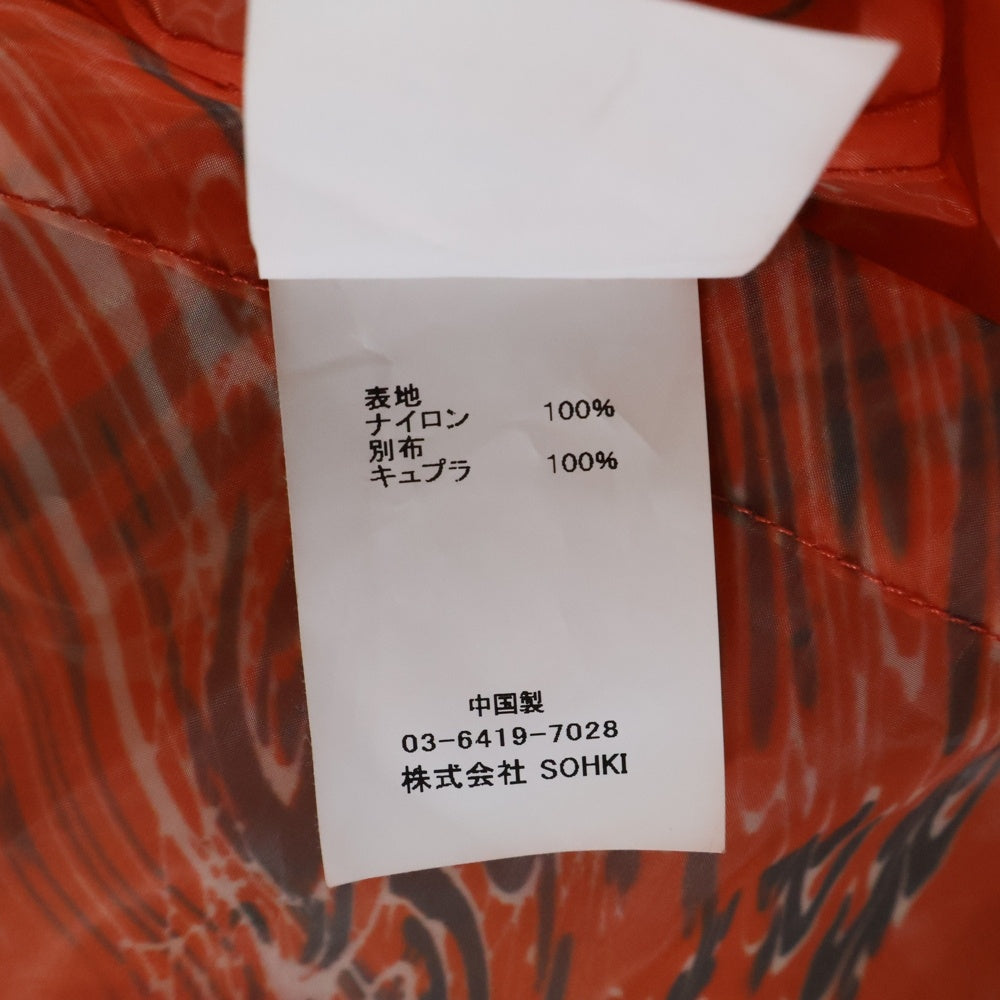 表地
ナイロン 100%
別布
キュプラ 100%
中国製
03-6419-7028
株式会社 SOHKI